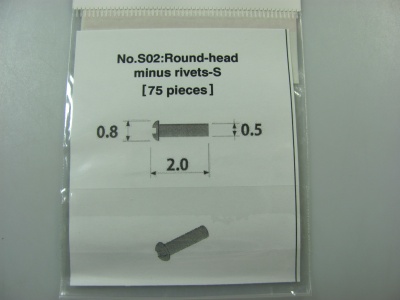 No.S02:Round-head
minus rivets-S
[75 pieces]
0.8
0.5
2.0